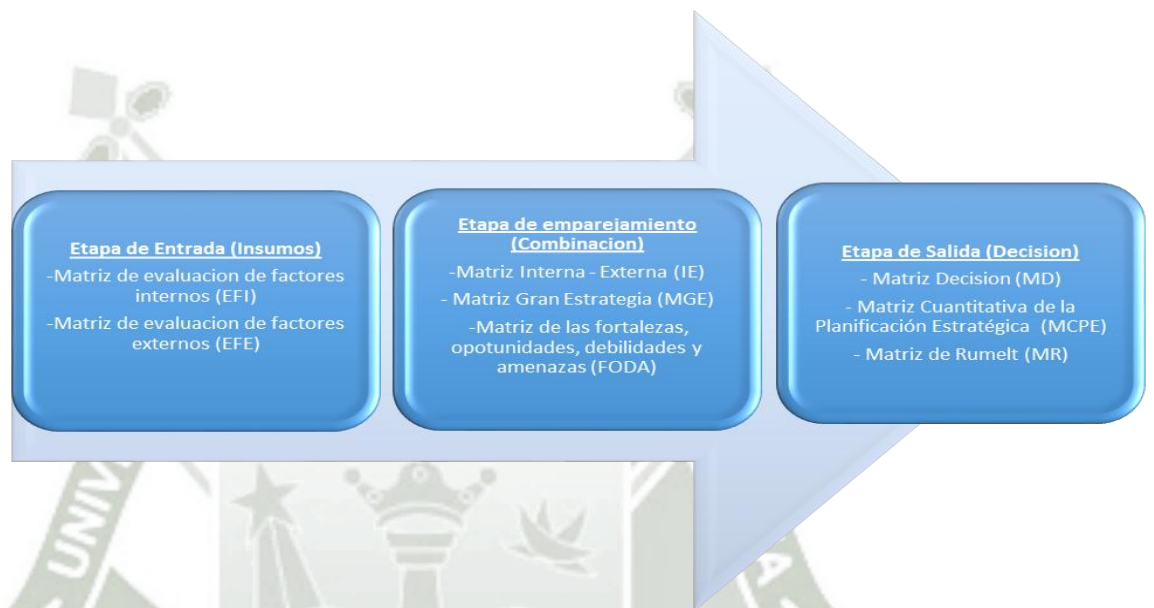 Etapa de Entrada (Insumos)
-Matriz de evaluacion de factores
internos (EFI)
-Matriz de evaluacion de factores
externos (EFE)
Etapa de emparejamiento
(Combinacion)
-Matriz Interna - Externa (IE)
- Matriz Gran Estrategia (MGE)
-Matriz de las fortalezas,
opotunidades, debilidades y
amenazas (FODA)
Etapa de Salida (Decision)
- Matriz Decision (MD)
- Matriz Cuantitativa de la
Planificación Estratégica (MCPE)
- Matriz de Rumelt (MR)